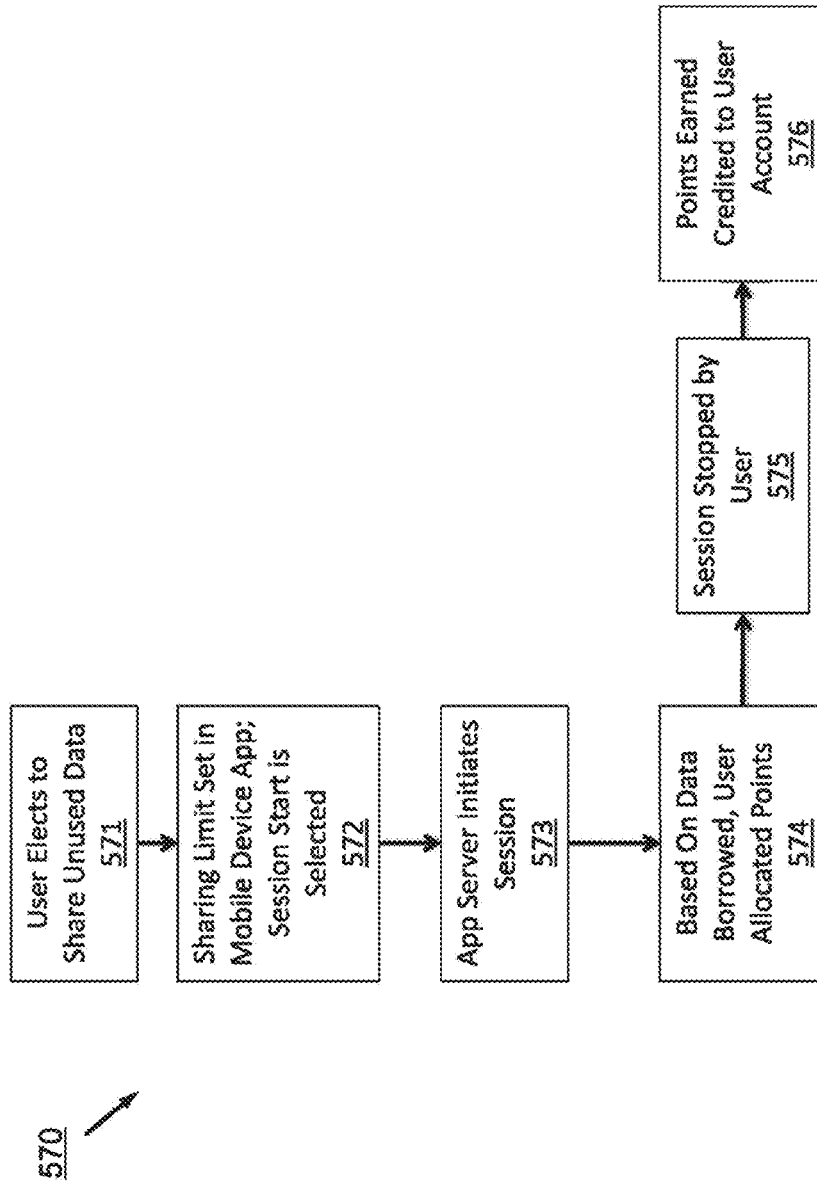 570
User Elects to
Share Unused Data
571
Sharing Limit Set in
Mobile Device App;
Session Start is
Selected
572
App Server Initiates
Session
573
Based On Data
Borrowed, User
Allocated Points
574
Session Stopped by
User
575
Points Earned
Credited to User
Account
576